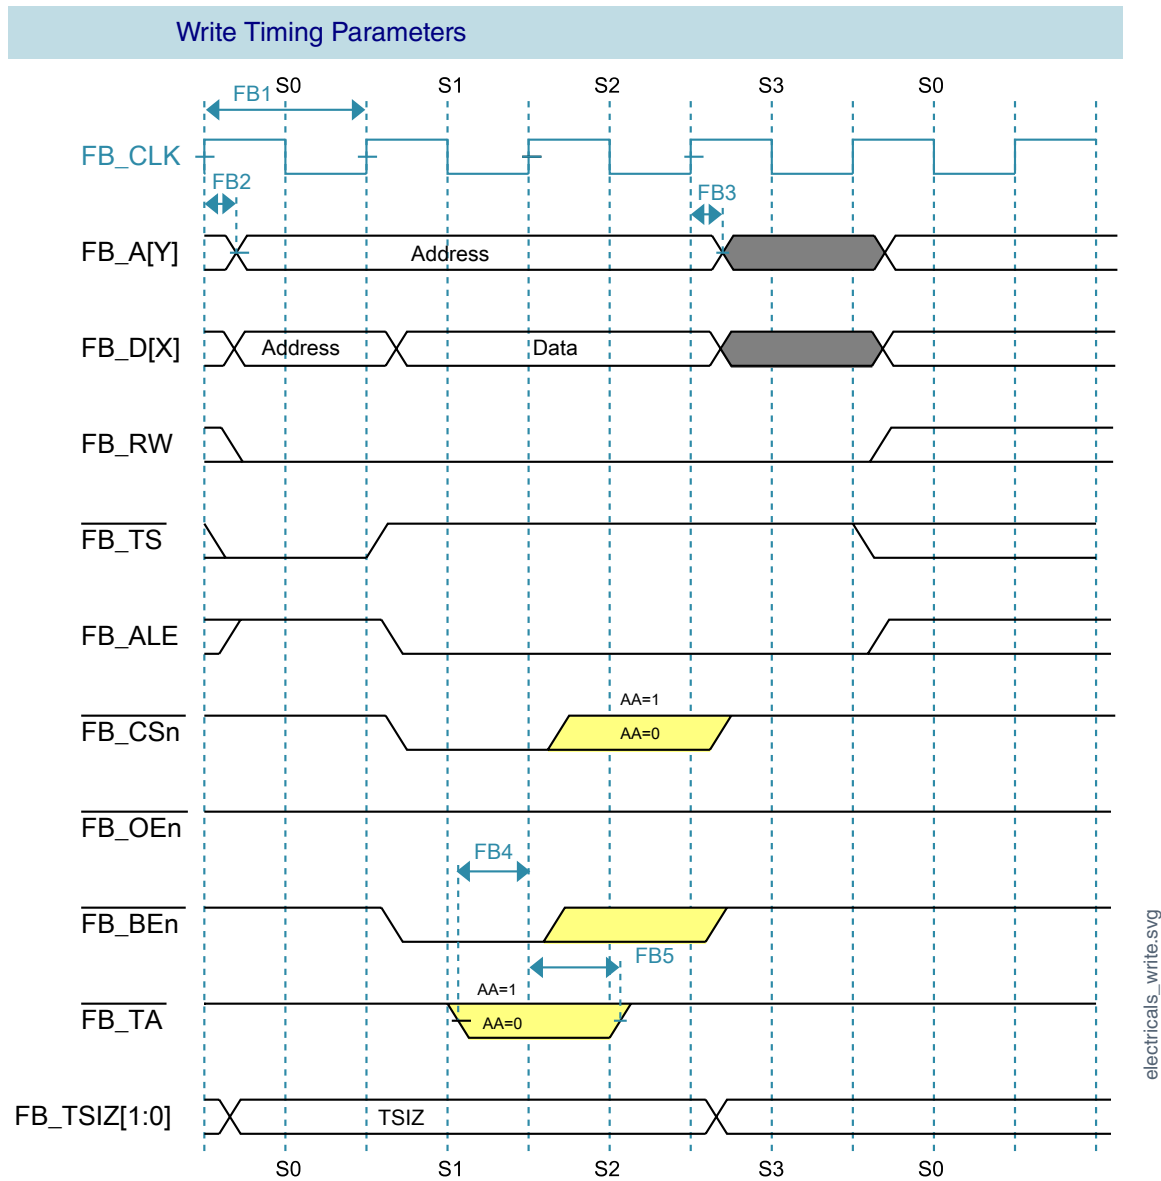 Write Timing Parameters
S0 S1 S2 S3 S0
FB1
FB_CLK
FB2
FB3
FB_A[Y]
Address
FB_D[X]
Address
Data
FB_RW
FB_TS
FB_ALE
FB_CSn
AA=1
AA=0
FB_OEn
FB4
FB_BEn
FB5
FB_TA
AA=1
AA=0
FB_TSIZ[1:0]
TSIZ
S0 S1 S2 S3 S0
electricals_write.svg